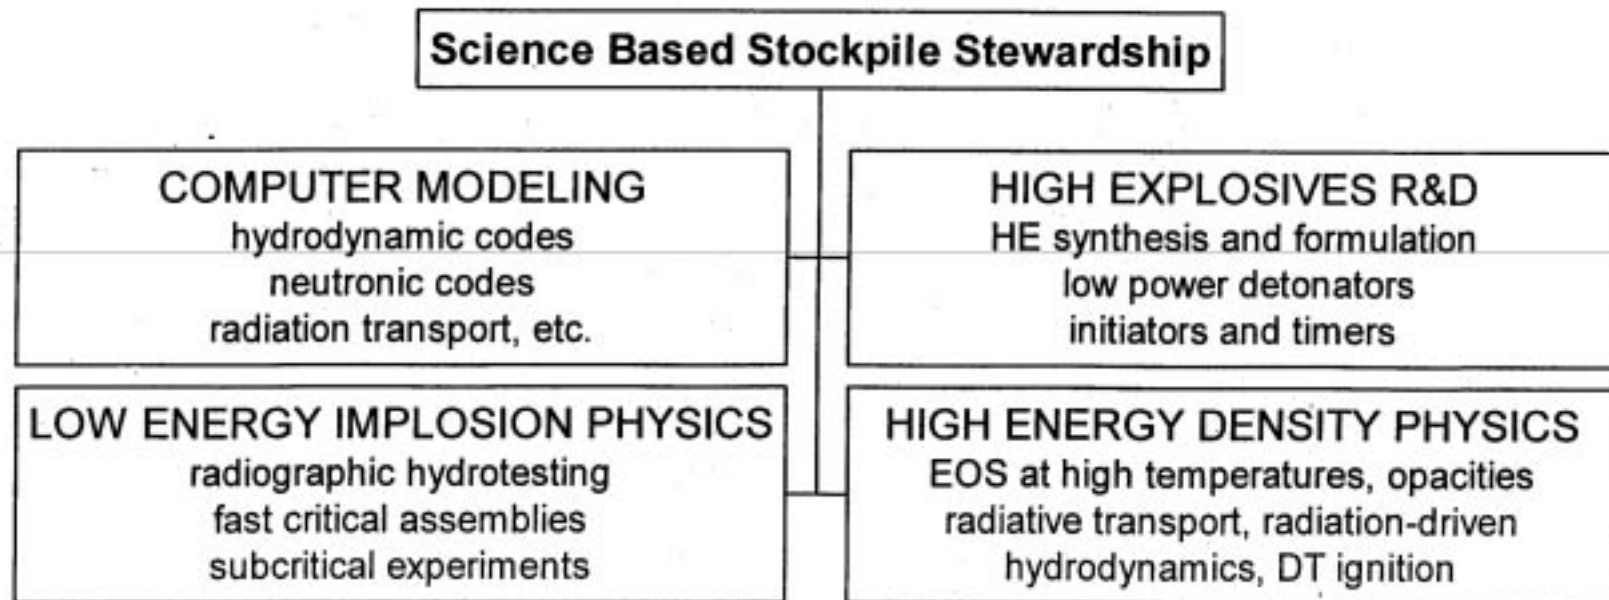 Science Based Stockpile Stewardship
COMPUTER MODELING
hydrodynamic codes
neutronic codes
radiation transport, etc.
HIGH EXPLOSIVES R&D
HE synthesis and formulation
low power detonators
initiators and timers
LOW ENERGY IMPLOSION PHYSICS
radiographic hydrotesting
fast critical assemblies
subcritical experiments
HIGH ENERGY DENSITY PHYSICS
EOS at high temperatures, opacities
radiative transport, radiation-driven
hydrodynamics, DT ignition